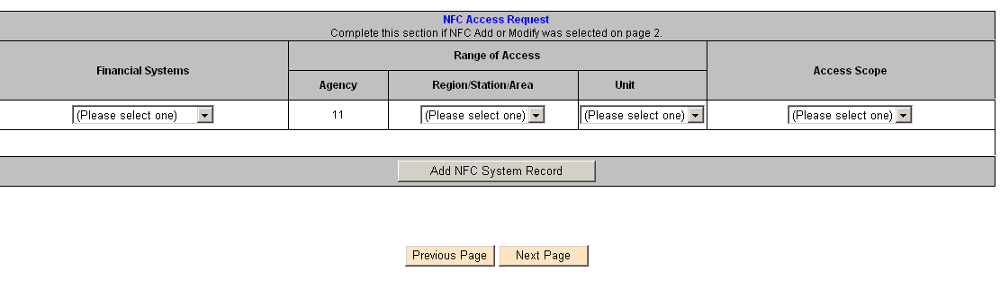 NFC Access Request
Complete this section if NFC Add or Modify was selected on page 2.
Financial Systems
Range of Access
Access Scope
Agency
Region/Station/Area
Unit
(Please select one)
11
(Please select one)
(Please select one)
(Please select one)
Add NFC System Record
Previous Page
Next Page